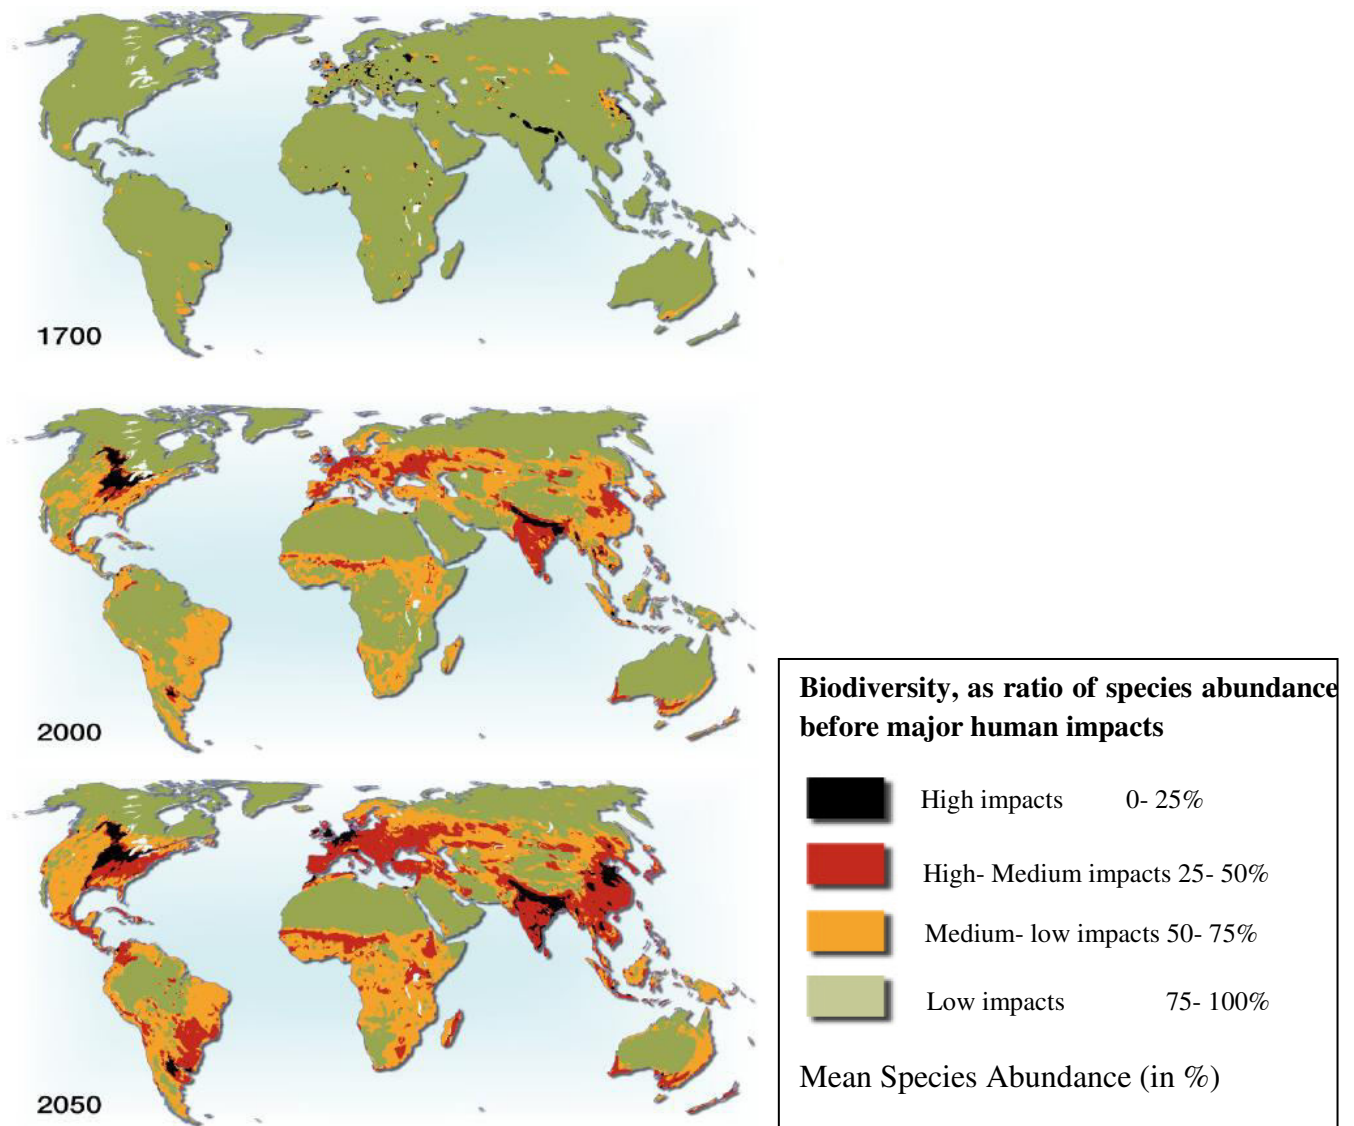 1700
2000
2050
Biodiversity, as ratio of species abundance
before major human impacts
High impacts 0- 25%
High- Medium impacts 25- 50%
Medium- low impacts 50- 75%
Low impacts 75- 100%
Mean Species Abundance (in %)